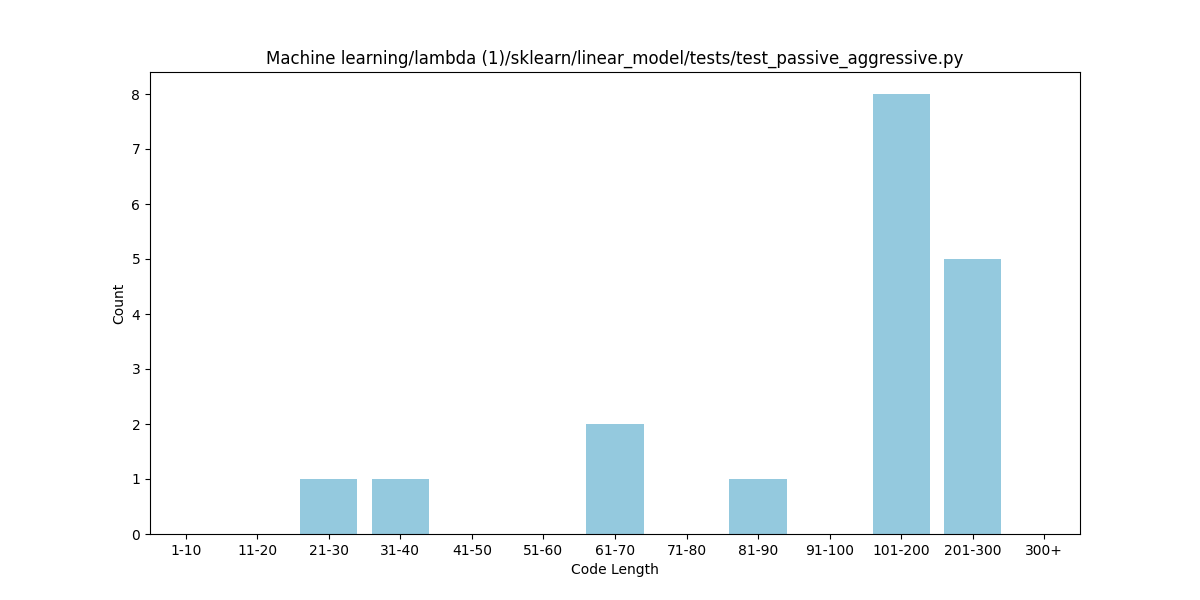 Machine learning/lambda (1)/sklearn/linear_model/tests/test_passive_aggressive.py
8
7
6
5
4
3
2
1
0
Count
1-10 11-20 21-30 31-40 41-50 51-60 61-70 71-80 81-90 91-100 101-200 201-300 300+
Code Length